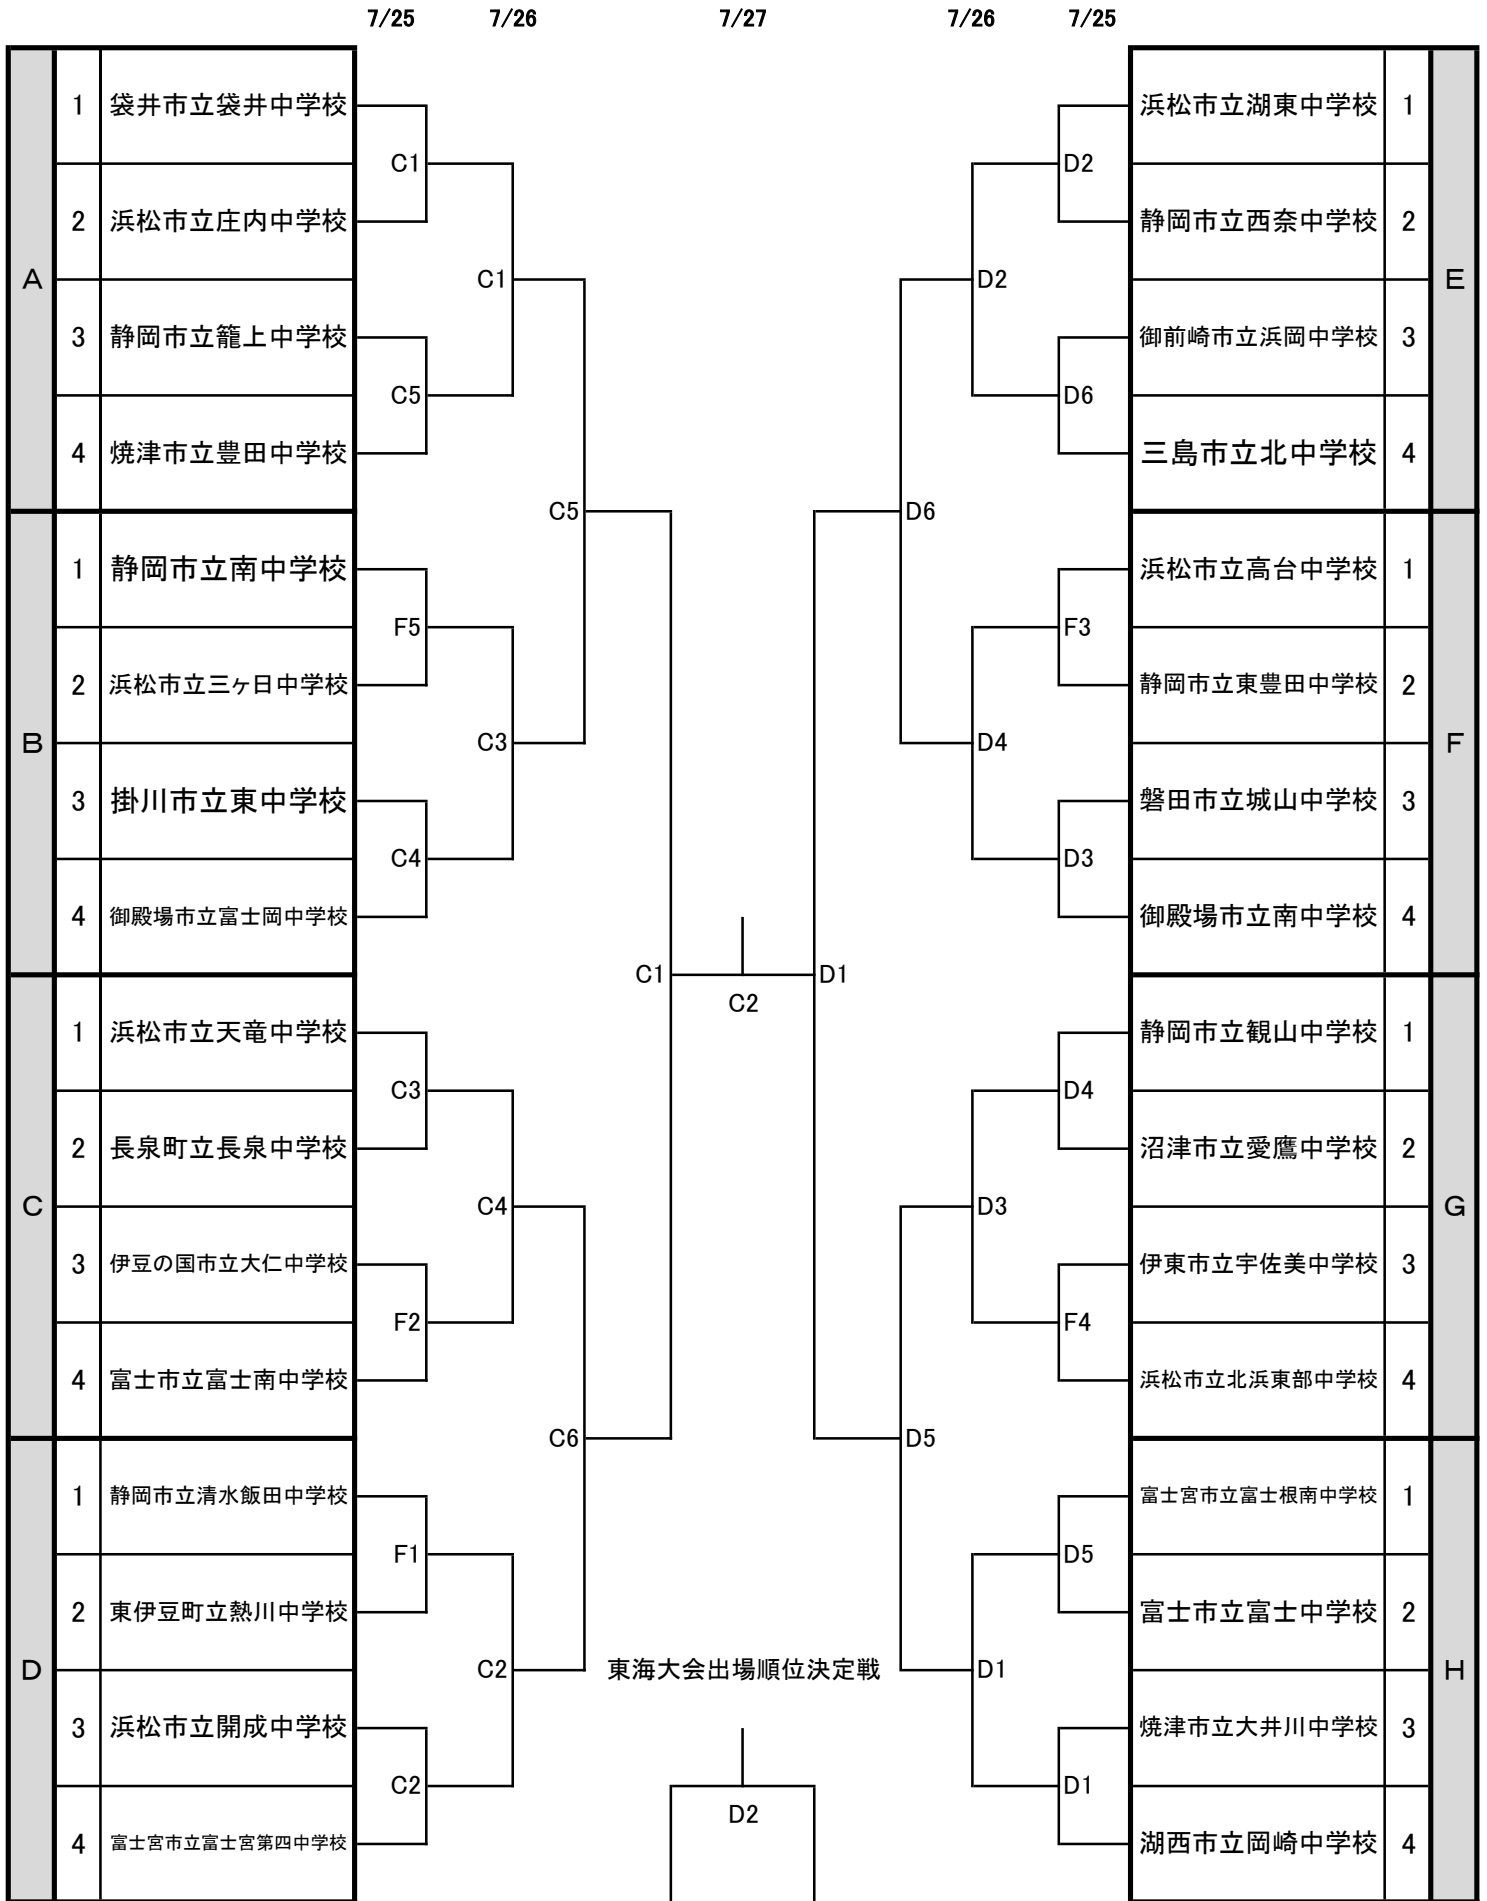 7/25 7/26 7/27 7/26 7/25
1 袋井市立袋井中学校 浜松市立湖東中学校 1
C1 D2
2 浜松市立庄内中学校 静岡市立西奈中学校 2
A C1 D2 E
3 静岡市立籠上中学校 御前崎市立浜岡中学校 3
C5 D6
4 焼津市立豊田中学校 三島市立北中学校 4
C5 D6
1 静岡市立南中学校 浜松市立高台中学校 1
F5 F3
2 浜松市立三ヶ日中学校 静岡市立東豊田中学校 2
B C3 D4 F
3 掛川市立東中学校 磐田市立城山中学校 3
C4 D3
4 御殿場市立富士岡中学校 御殿場市立南中学校 4
C1 D1
C2
1 浜松市立天竜中学校 静岡市立観山中学校 1
C3 D4
2 長泉町立長泉中学校 沼津市立愛鷹中学校 2
C C4 D3 G
3 伊豆の国市立大仁中学校 伊東市立宇佐美中学校 3
F2 F4
4 富士市立富士南中学校 浜松市立北浜東部中学校 4
C6 D5
1 静岡市立清水飯田中学校 富士宮市立富士根南中学校 1
F1 D5
2 東伊豆町立熱川中学校 富士市立富士中学校 2
D C2 東海大会出場順位決定戦 D1 H
3 浜松市立開成中学校 焼津市立大井川中学校 3
C2 D1
D2
4 富士宮市立富士宮第四中学校 湖西市立岡崎中学校 4